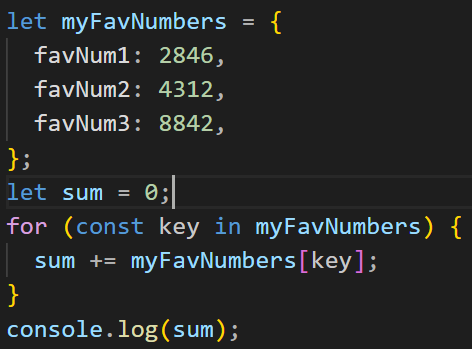 let myFavNumbers = {
  favNum1: 2846,
  favNum2: 4312,
  favNum3: 8842,
};
let sum = 0;
for (const key in myFavNumbers) {
  sum += myFavNumbers[key];
}
console.log(sum);